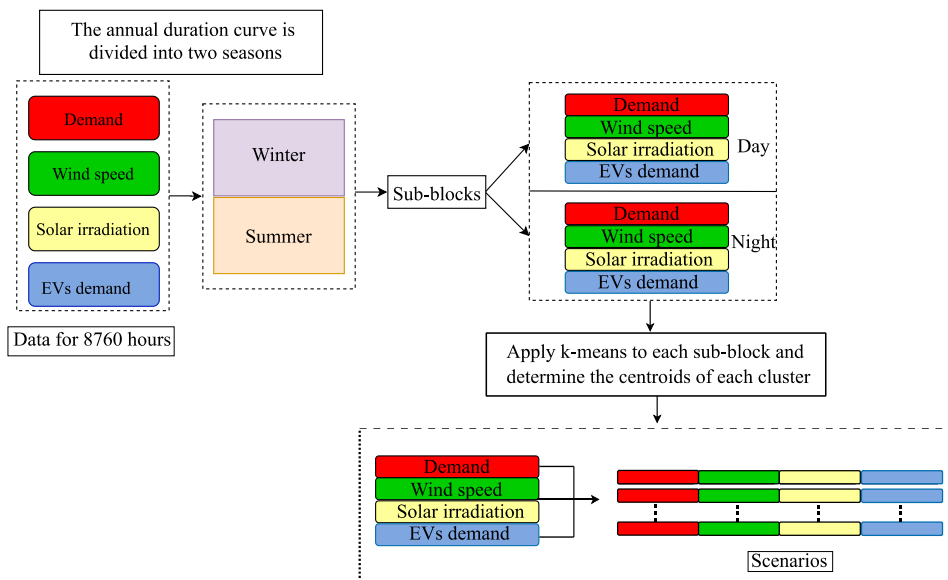 The annual duration curve is
divided into two seasons
Demand
Wind speed
Solar irradiation
EVs demand
Data for 8760 hours
Winter
Summer
Sub-blocks
Demand
Wind speed
Solar irradiation
EVs demand
Day
Demand
Wind speed
Solar irradiation
EVs demand
Night
Apply k-means to each sub-block and
determine the centroids of each cluster
Demand
Wind speed
Solar irradiation
EVs demand
Scenarios